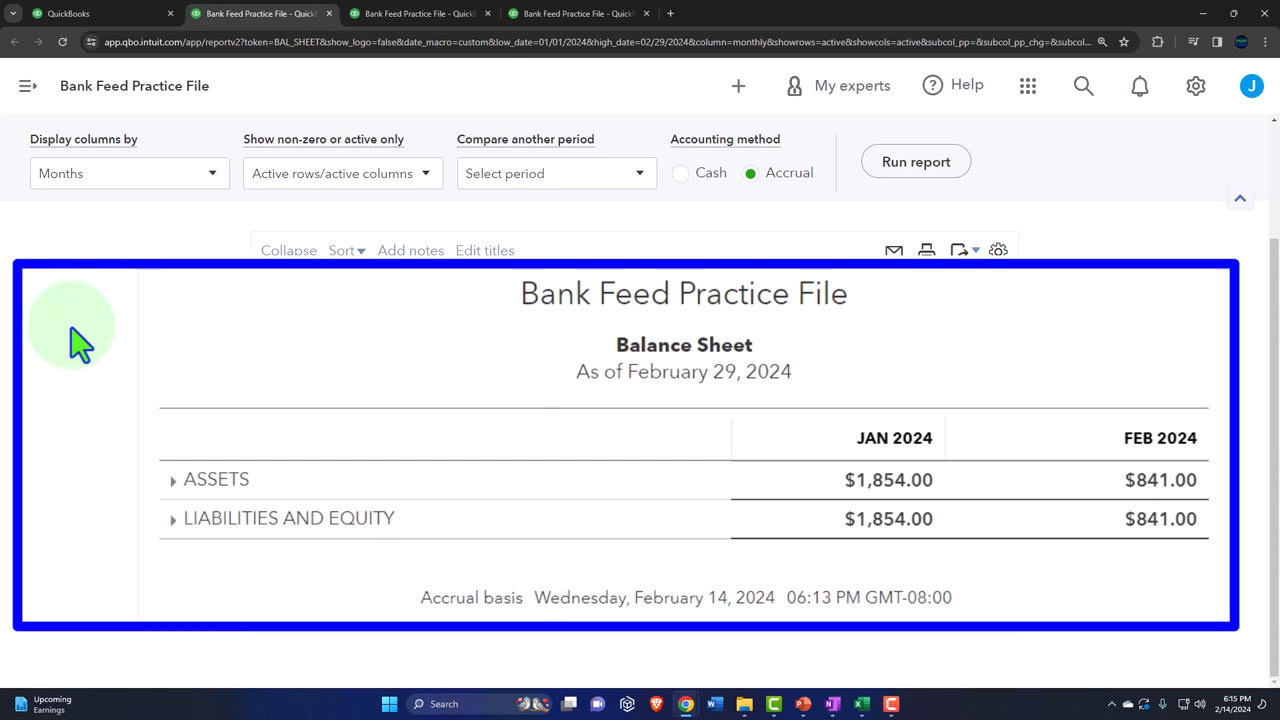 QuickBooks
Bank Feed Practice File - Quickl
Bank Feed Practice File - Quickl
Bank Feed Practice File - Quickl
app.qbo.intuit.com/app/reportv2?token=BAL_SHEET&show_logo=false&date_macro=custom&low_date=01/01/2024&high_date=02/29/2024&column=monthly&showrows=active&showcols=active&subcol_pp=&subcol_pp_chg=&subc...
Bank Feed Practice File
My experts
Help
J
Display columns by
Show non-zero or active only
Compare another period
Accounting method
Months
Active rows/active columns
Select period
Cash
Accrual
Run report
Collapse Sort Add notes Edit titles
Bank Feed Practice File
Balance Sheet
As of February 29, 2024
JAN 2024 FEB 2024
ASSETS $1,854.00 $841.00
LIABILITIES AND EQUITY $1,854.00 $841.00
Accrual basis Wednesday, February 14, 2024 06:13 PM GMT-08:00
Upcoming
Earnings
Search
6:15 PM
2/14/2024